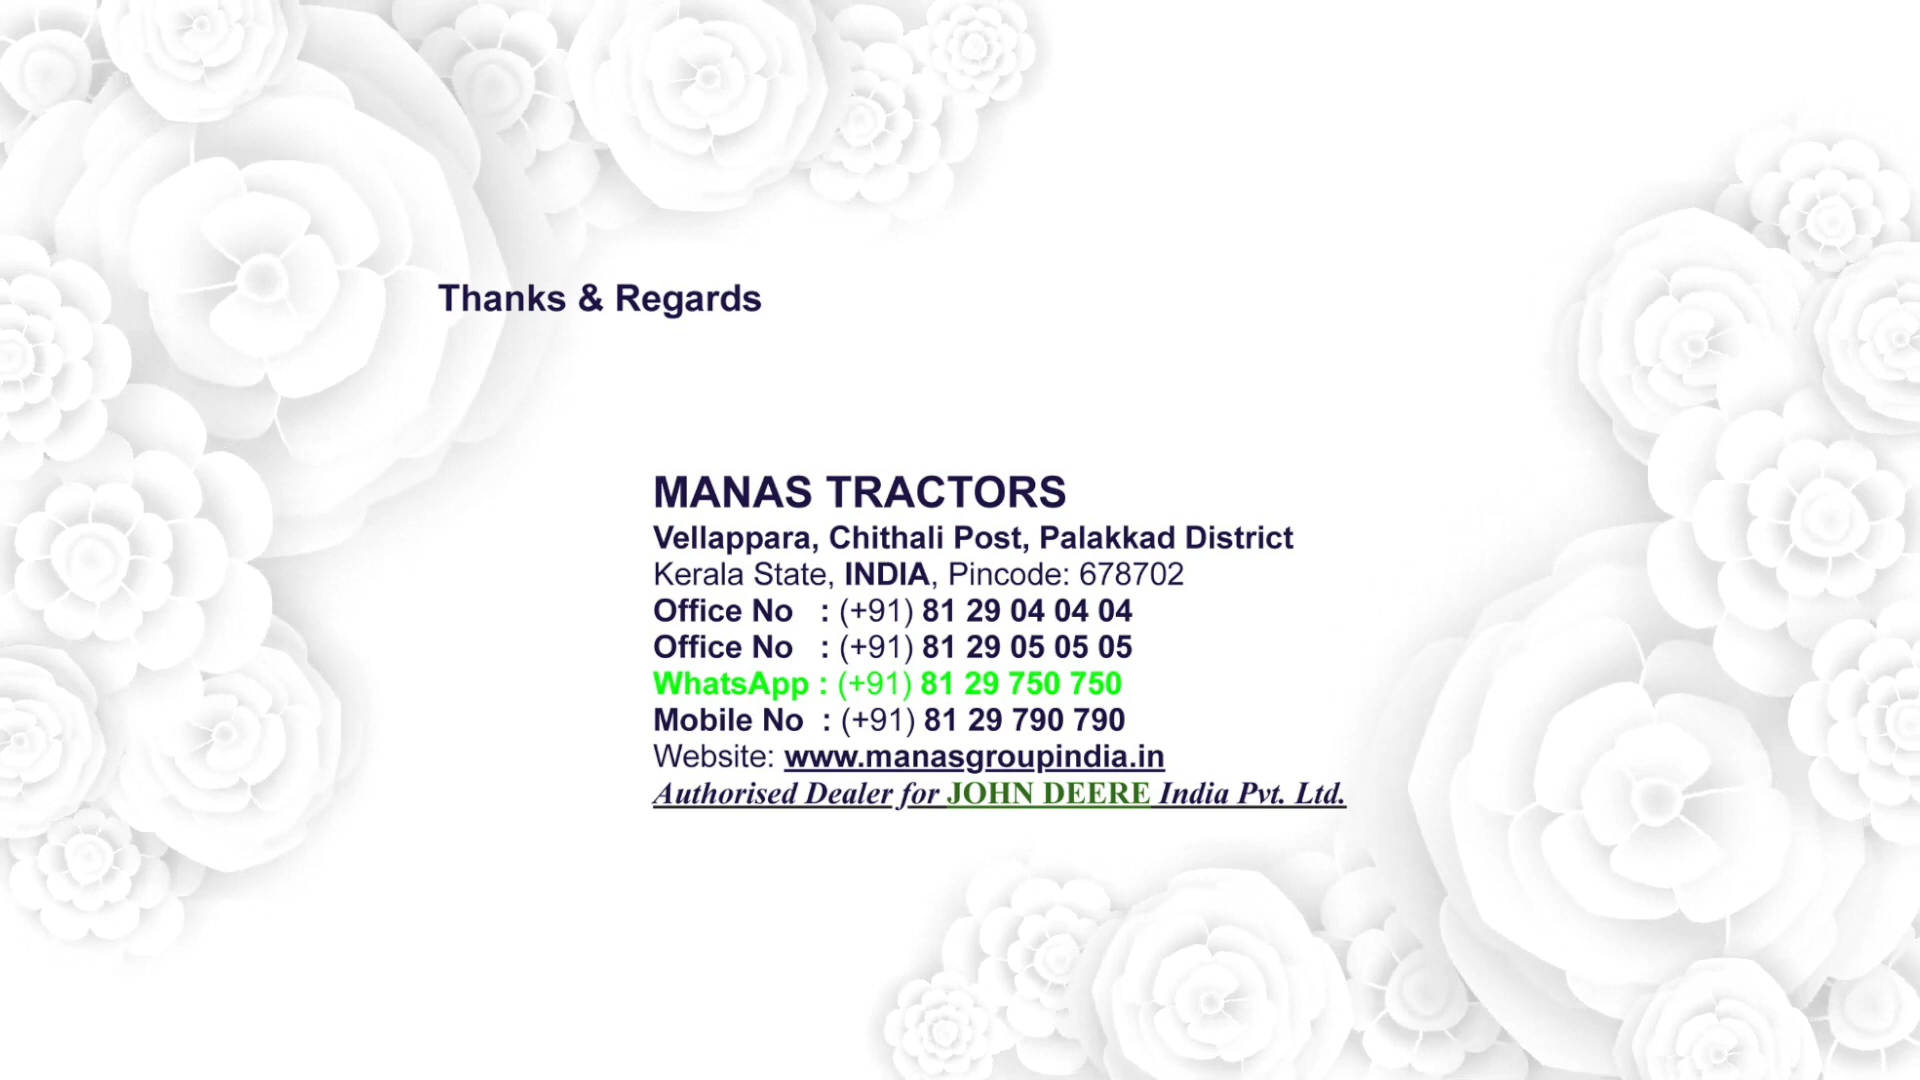 Thanks & Regards
MANAS TRACTORS
Vellappara, Chithali Post, Palakkad District
Kerala State, INDIA, Pincode: 678702
Office No : (+91) 81 29 04 04 04
Office No : (+91) 81 29 05 05 05
WhatsApp : (+91) 81 29 750 750
Mobile No : (+91) 81 29 790 790
Website: www.manasgroupindia.in
Authorised Dealer for JOHN DEERE India Pvt. Ltd.